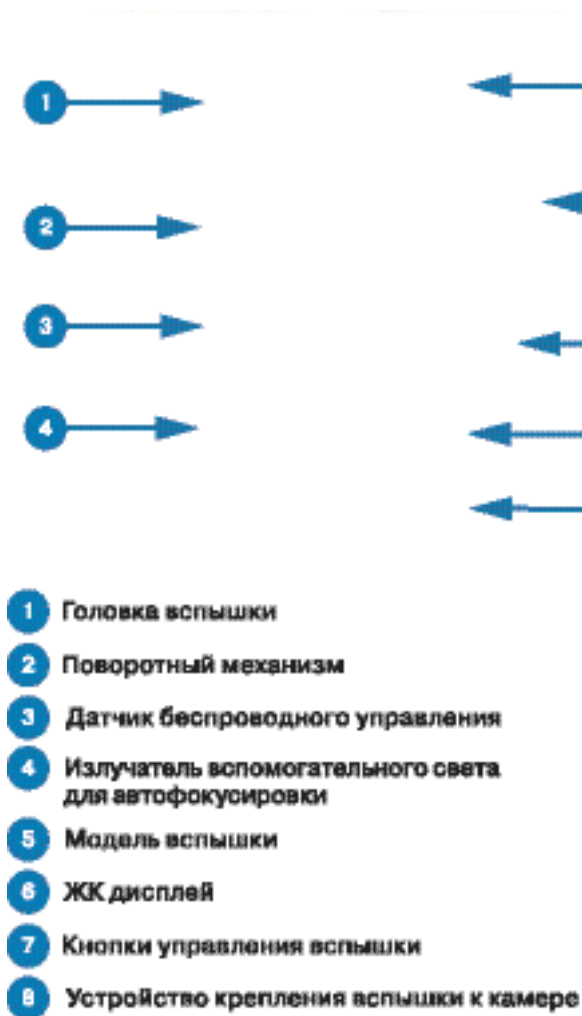 1
2
3
4
1 Головка вспышки
2 Поворотный механизм
3 Датчик беспроводного управления
4 Излучатель вспомогательного света
для автофокусировки
5 Модель вспышки
6 ЖК дисплей
7 Кнопки управления вспышки
8 Устройство крепления вспышки к камере